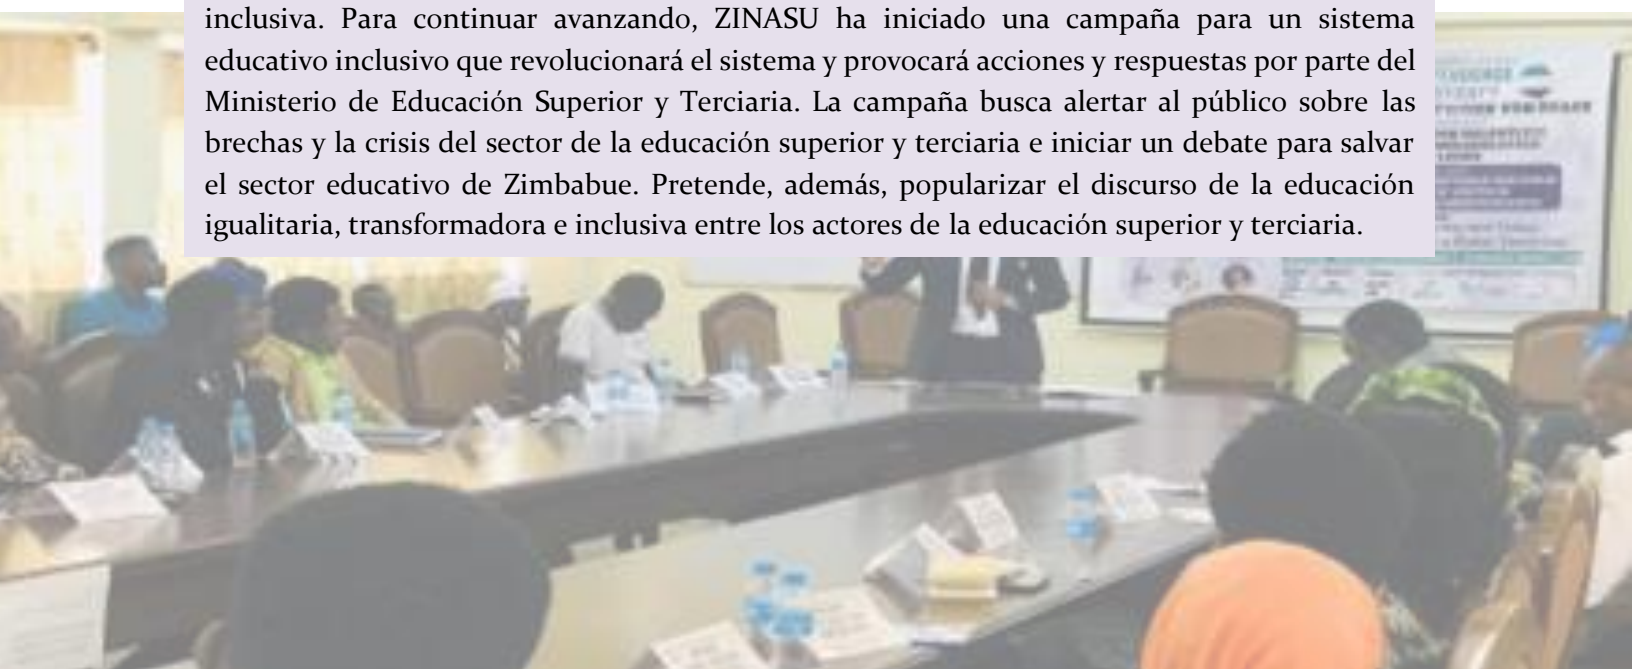 inclusiva. Para continuar avanzando, ZINASU ha iniciado una campaña para un sistema
educativo inclusivo que revolucionará el sistema y provocará acciones y respuestas por parte del
Ministerio de Educación Superior y Terciaria. La campaña busca alertar al público sobre las
brechas y la crisis del sector de la educación superior y terciaria e iniciar un debate para salvar
el sector educativo de Zimbabue. Pretende, además, popularizar el discurso de la educación
igualitaria, transformadora e inclusiva entre los actores de la educación superior y terciaria.